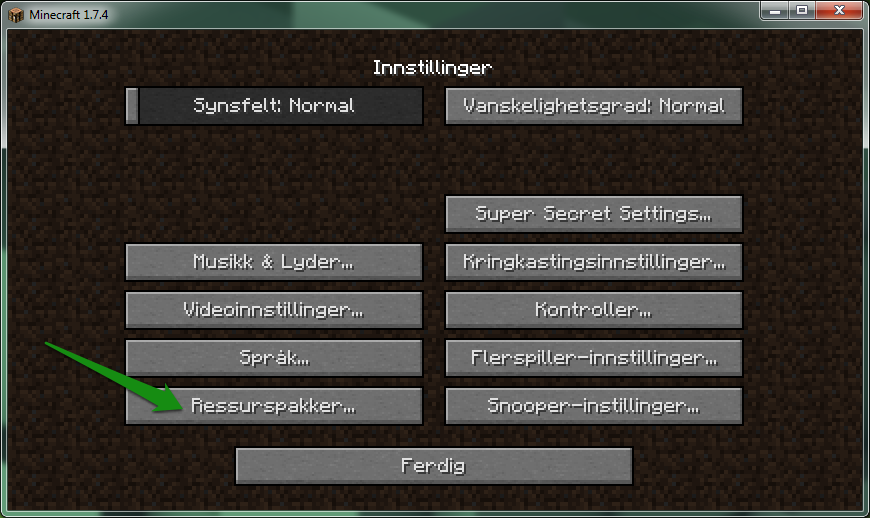 Minecraft 1.7.4
Innstillinger
Synsfelt: Normal
Vanskelighetsgrad: Normal
Super Secret Settings...
Musikk & Lyder...
Kringkastingsinnstillinger...
Videoinnstillinger...
Kontroller...
Språk...
Flerspiller-innstillinger...
Ressurspakker...
Snooper-instillinger...
Ferdig